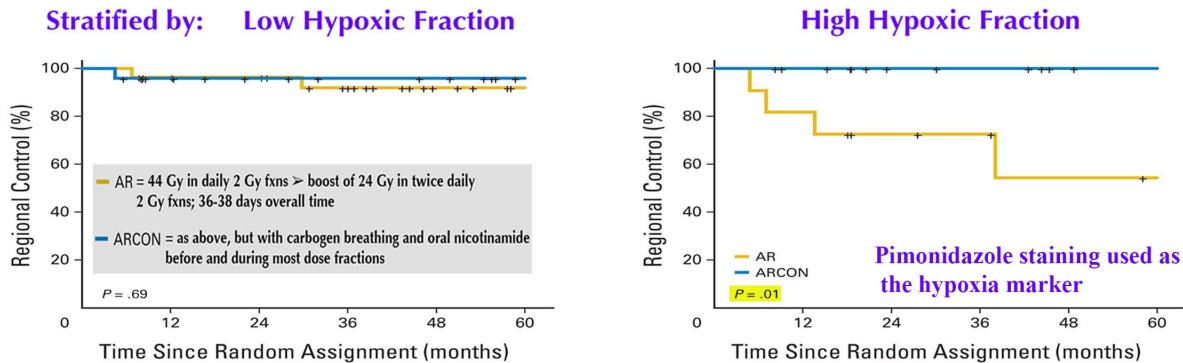 Stratified by: Low Hypoxic Fraction
High Hypoxic Fraction
Regional Control (%)
100
80
60
40
20
0
AR = 44 Gy in daily 2 Gy fxns ➢ boost of 24 Gy in twice daily
2 Gy fxns; 36-38 days overall time
ARCON = as above, but with carbogen breathing and oral nicotinamide
before and during most dose fractions
P = .69
12
24
36
48
60
Time Since Random Assignment (months)
Regional Control (%)
100
80
60
40
20
0
AR
ARCON
P = .01
Pimonidazole staining used as
the hypoxia marker
12
24
36
48
60
Time Since Random Assignment (months)